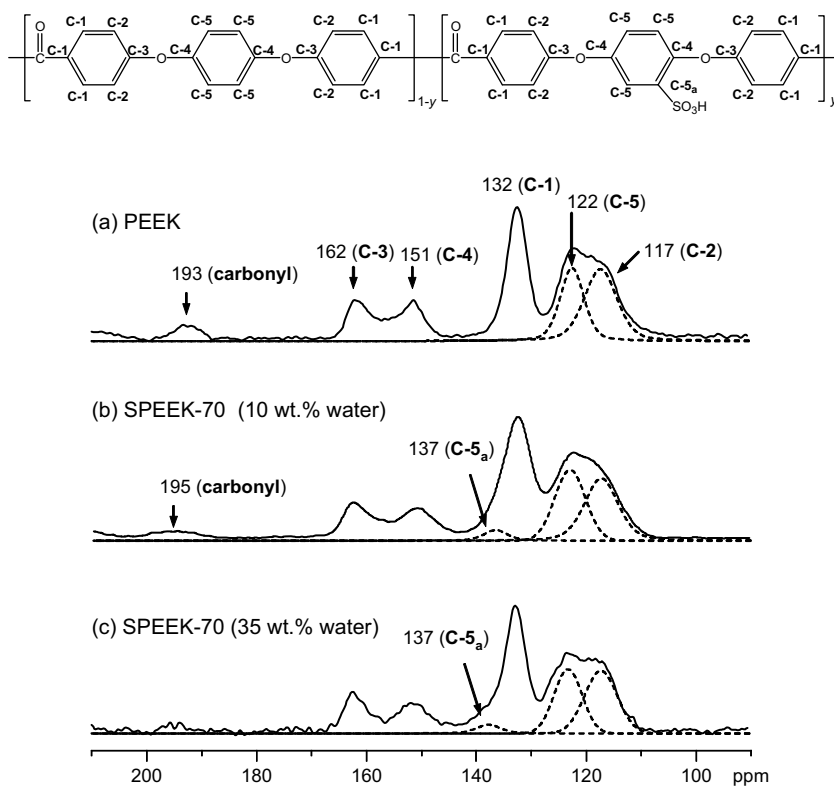 C-1 C-2 C-5 C-5 C-2 C-1 C-1 C-2 C-5 C-5 C-2 C-1
O O
C-1 C-3 O C-4 C-4 O C-3 C-1 C-1 C-3 O C-4 C-4 O C-3 C-1
C-1 C-2 C-5 C-5 C-2 C-1 C-1 C-2 C-5 C-5a C-2 C-1
1-y SO3H y
132 (C-1)
122 (C-5)
(a) PEEK
162 (C-3) 151 (C-4) 117 (C-2)
193 (carbonyl)
(b) SPEEK-70 (10 wt.% water)
137 (C-5a)
195 (carbonyl)
(c) SPEEK-70 (35 wt.% water)
137 (C-5a)
200 180 160 140 120 100 ppm